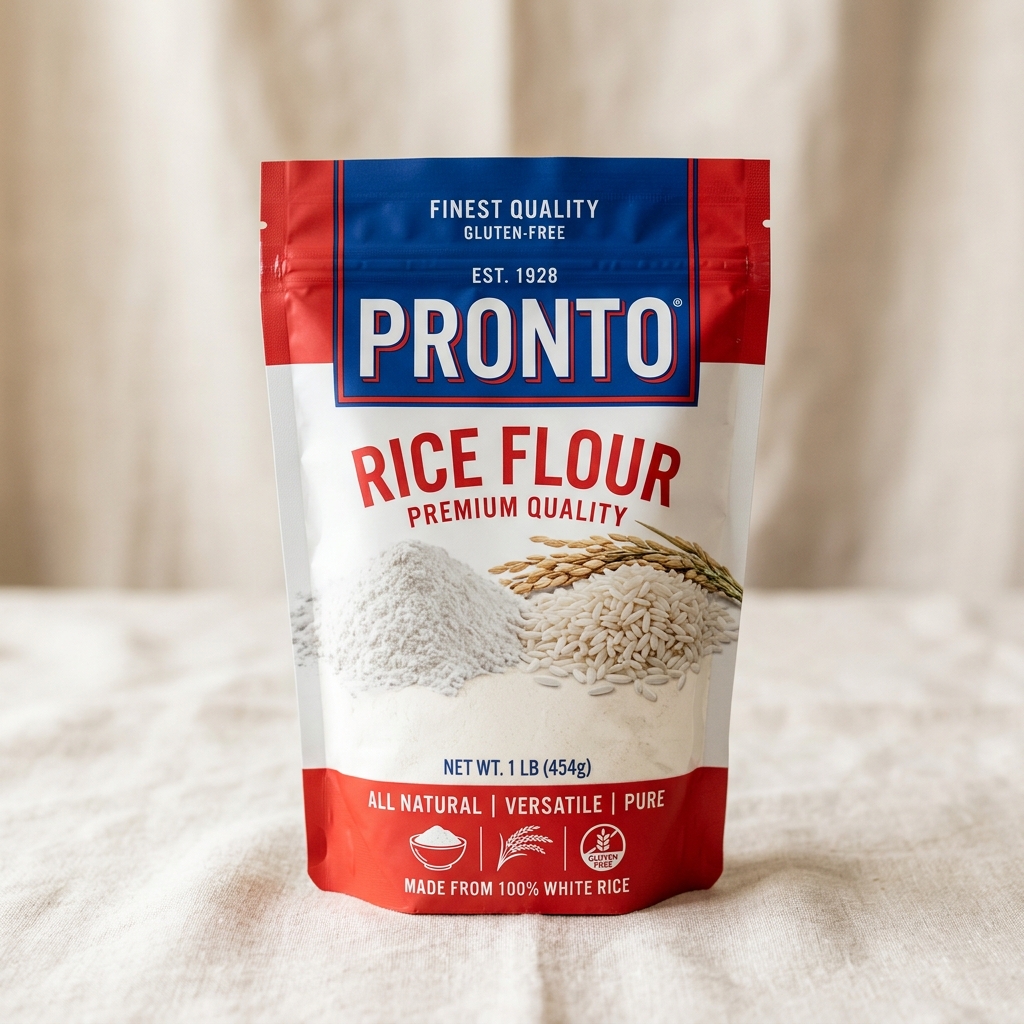 FINEST QUALITY
GLUTEN-FREE
EST. 1928
PRONTO®
RICE FLOUR
PREMIUM QUALITY
NET WT. 1 LB (454g)
ALL NATURAL | VERSATILE | PURE
GLUTEN
FREE
MADE FROM 100% WHITE RICE